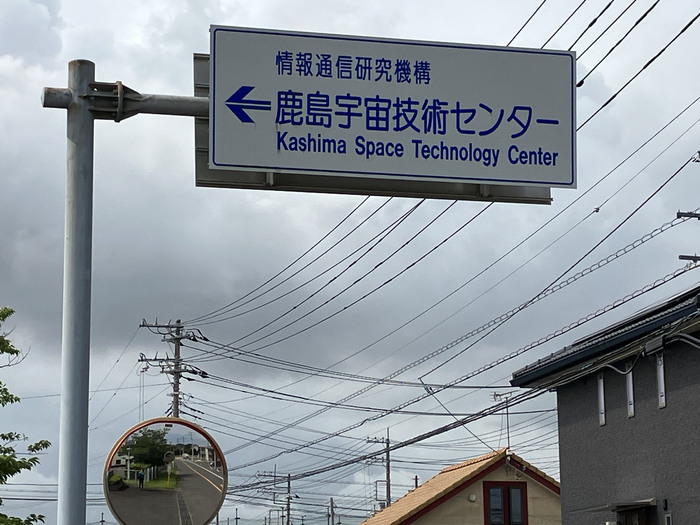 情報通信研究機構
鹿島宇宙技術センター
Kashima Space Technology Center